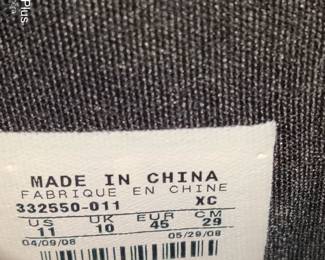 Plus.
MADE IN CHINA
FABRIQUE EN CHINE
332550-011 XC
US UK EUR CM
11 10 45 29
04/09/08 05/29/08